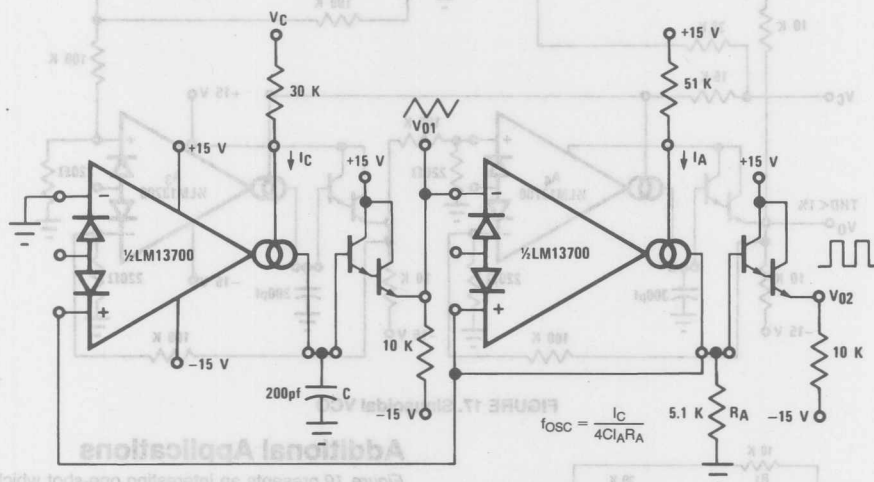 VC
+15 V
30 K
51 K
V01
+15 V
IC
+15 V
IA
+15 V
−
½LM13700
−
½LM13700
+
+
V02
−15 V
10 K
10 K
200pf
C
−15 V
fOSC = IC / 4CIARA
5.1 K
RA
−15 V
FIGURE 17. Sinusoidal VCO
Additional Applications